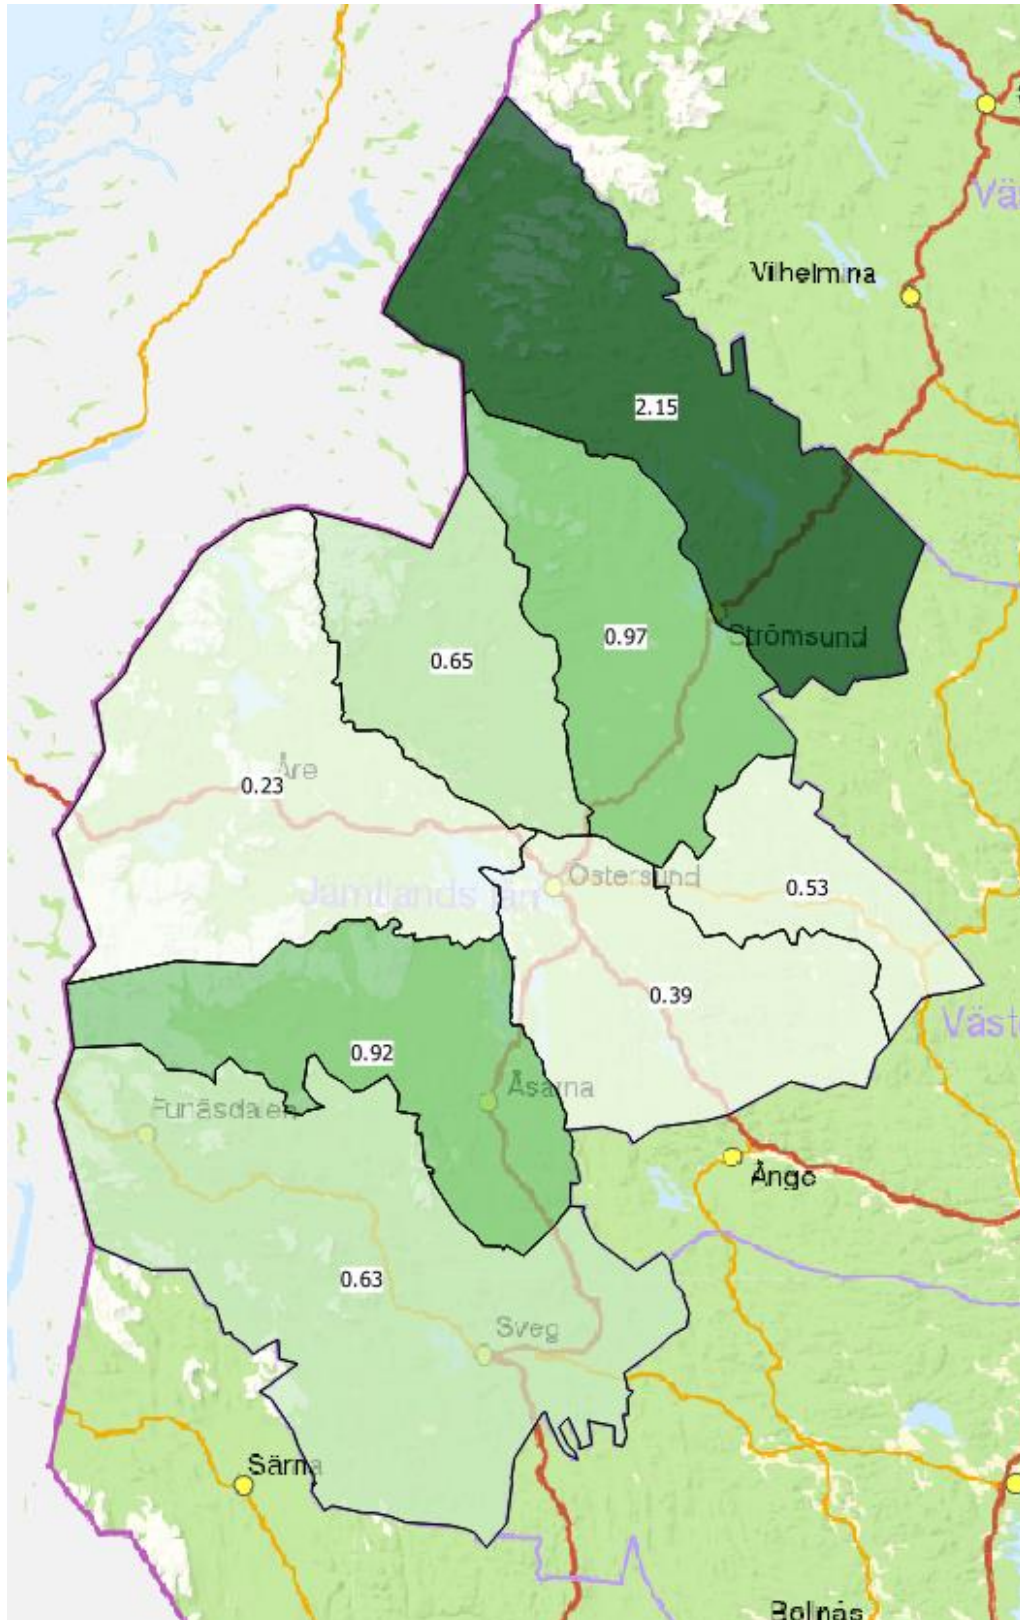 Vä
Vilhelmina
2.15
Strömsund
0.97
0.65
Åre
0.23
Östersund
0.53
Jämtlands län
0.39
Väst
0.92
Åsarna
Funäsdalen
Ånge
0.63
Sveg
Särna
Bollnäs